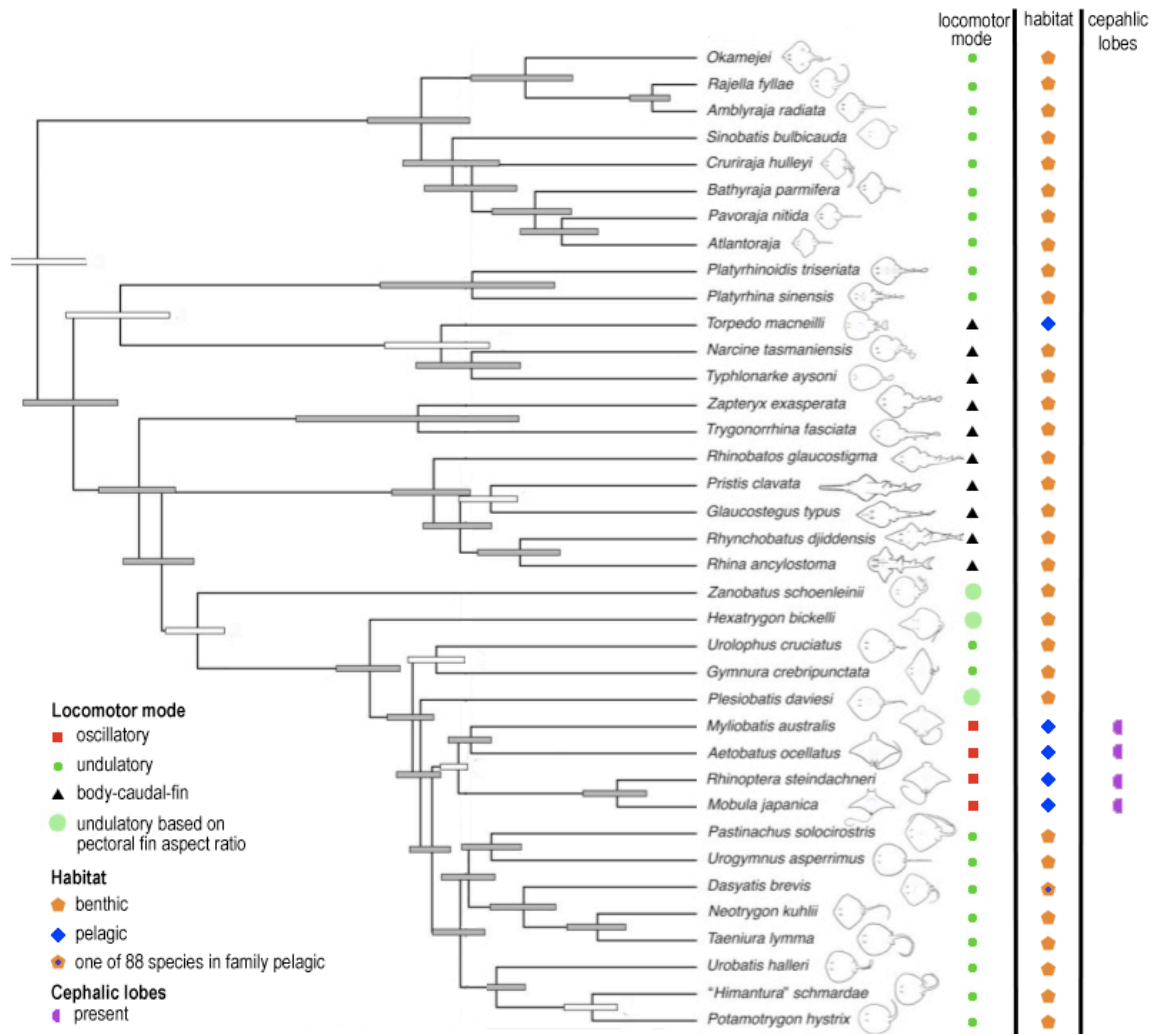 locomotor mode
habitat
cepahlic lobes
Okamejei
Rajella fyllae
Amblyraja radiata
Sinobatis bulbicauda
Cruriraja hulleyi
Bathyraja parmifera
Pavoraja nitida
Atlantoraja
Platyrhinoidis triseriata
Platyrhina sinensis
Torpedo macneilli
Narcine tasmaniensis
Typhlonarke aysoni
Zapteryx exasperata
Trygonorrhina fasciata
Rhinobatos glaucostigma
Pristis clavata
Glaucostegus typus
Rhynchobatus djiddensis
Rhina ancylostoma
Zanobatus schoenleinii
Hexatrygon bickelli
Urolophus cruciatus
Gymnura crebripunctata
Plesiobatis daviesi
Myliobatis australis
Aetobatus ocellatus
Rhinoptera steindachneri
Mobula japanica
Pastinachus solocirostris
Urogymnus asperrimus
Dasyatis brevis
Neotrygon kuhlii
Taeniura lymma
Urobatis halleri
"Himantura" schmardae
Potamotrygon hystrix
Locomotor mode
oscillatory
undulatory
body-caudal-fin
undulatory based on
pectoral fin aspect ratio
Habitat
benthic
pelagic
one of 88 species in family pelagic
Cephalic lobes
present